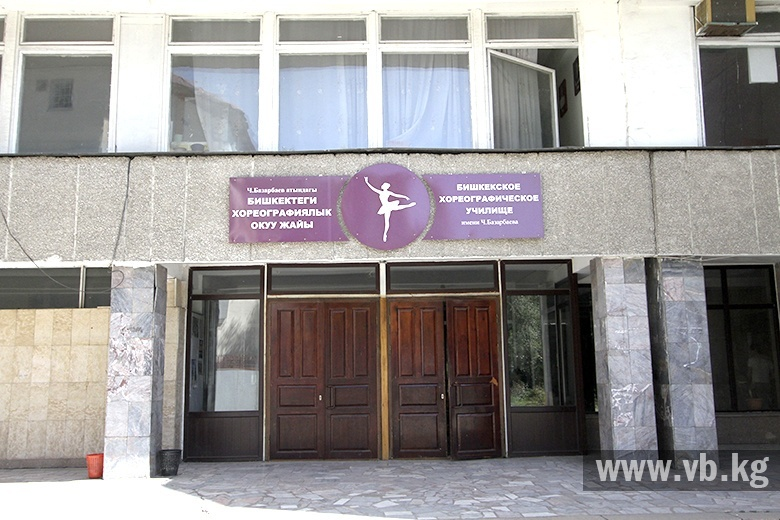 Ч.Базарбаев атындагы
БИШКЕКТЕГИ
ХОРЕОГРАФИЯЛЫК
ОКУУ ЖАЙЫ
БИШКЕКСКОЕ
ХОРЕОГРАФИЧЕСКОЕ
УЧИЛИЩЕ
имени Ч.Базарбаева
www.vb.kg